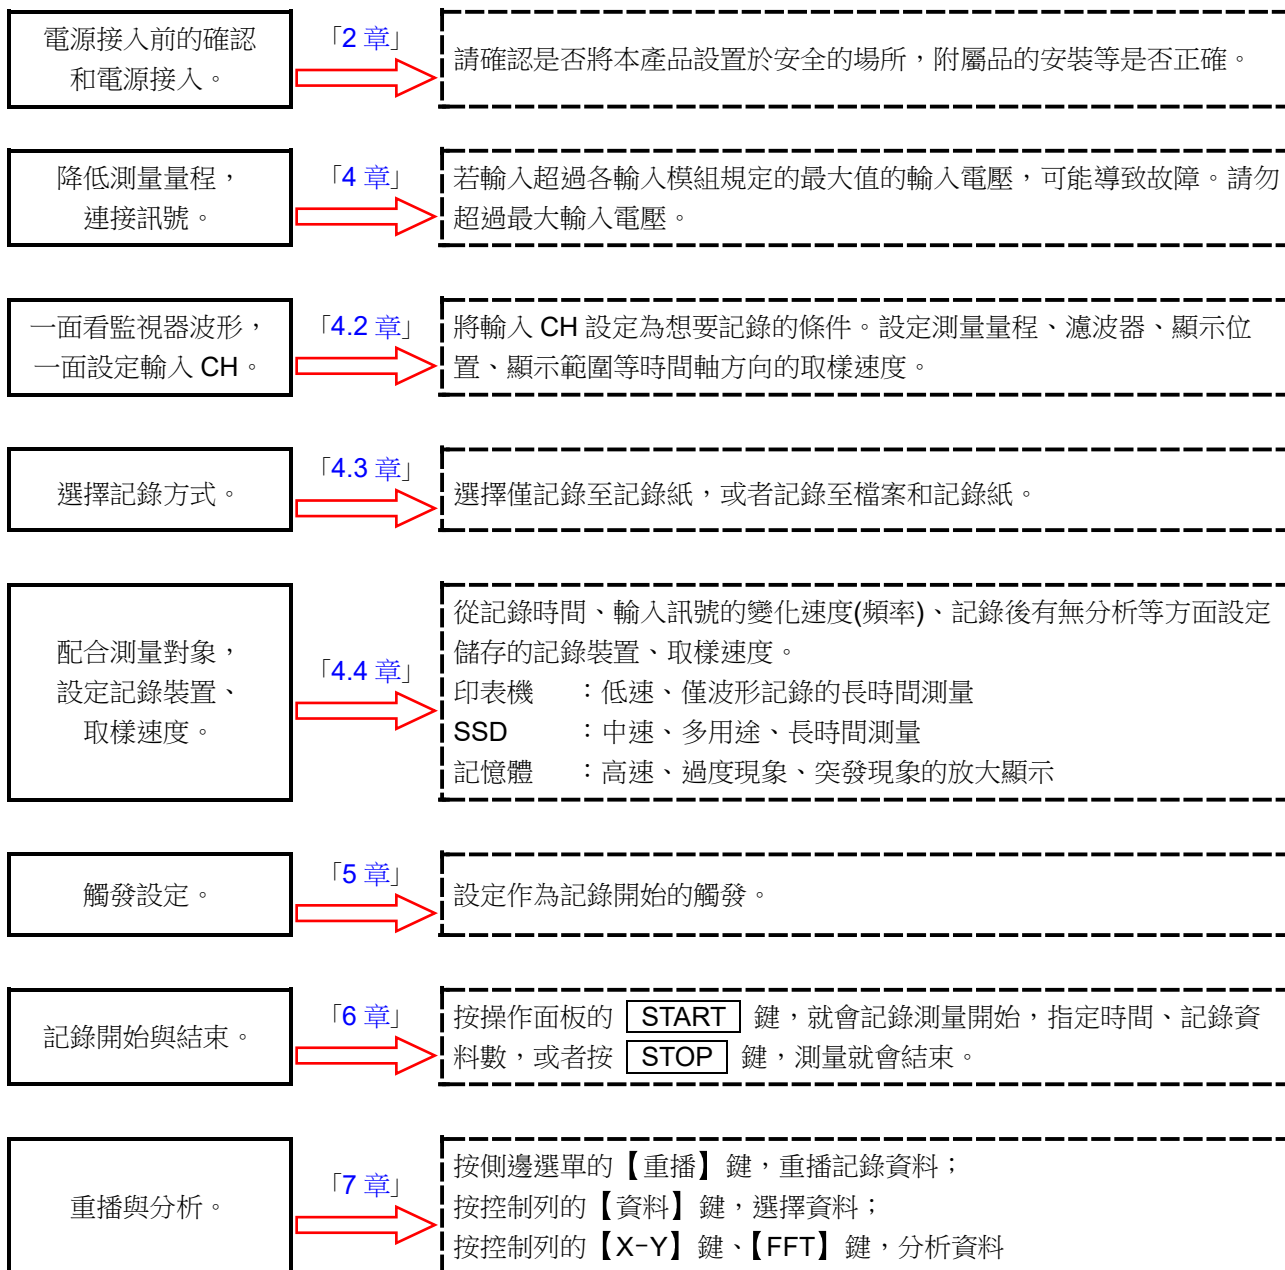 電源接入前的確認
和電源接入。
「2 章」
請確認是否將本產品設置於安全的場所，附屬品的安裝等是否正確。
降低測量量程，
連接訊號。
「4 章」
若輸入超過各輸入模組規定的最大值的輸入電壓，可能導致故障。請勿
超過最大輸入電壓。
一面看監視器波形，
一面設定輸入 CH。
「4.2 章」
將輸入 CH 設定為想要記錄的條件。設定測量量程、濾波器、顯示位
置、顯示範圍等時間軸方向的取樣速度。
選擇記錄方式。
「4.3 章」
選擇僅記錄至記錄紙，或者記錄至檔案和記錄紙。
配合測量對象，
設定記錄裝置、
取樣速度。
「4.4 章」
從記錄時間、輸入訊號的變化速度(頻率)、記錄後有無分析等方面設定
儲存的記錄裝置、取樣速度。
印表機 ：低速、僅波形記錄的長時間測量
SSD ：中速、多用途、長時間測量
記憶體 ：高速、過度現象、突發現象的放大顯示
觸發設定。
「5 章」
設定作為記錄開始的觸發。
記錄開始與結束。
「6 章」
按操作面板的 START 鍵，就會記錄測量開始，指定時間、記錄資
料數，或者按 STOP 鍵，測量就會結束。
重播與分析。
「7 章」
按側邊選單的【重播】鍵，重播記錄資料；
按控制列的【資料】鍵，選擇資料；
按控制列的【X-Y】鍵、【FFT】鍵，分析資料